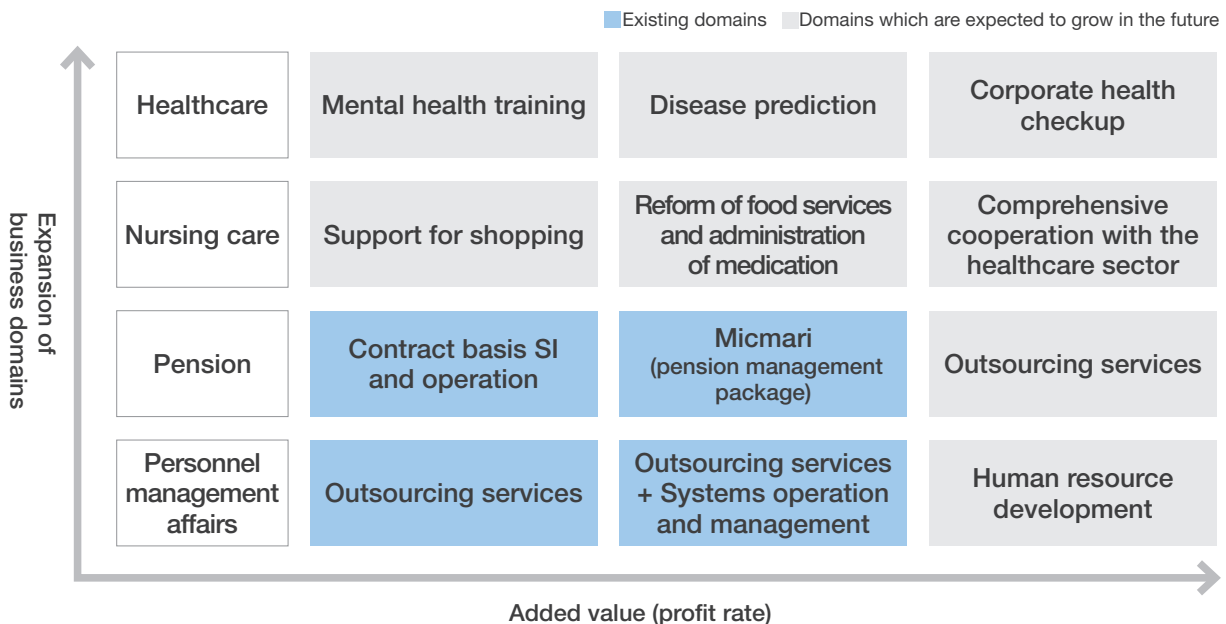 Existing domains
Domains which are expected to grow in the future
Expansion of
business domains
Healthcare
Mental health training
Disease prediction
Corporate health
checkup
Nursing care
Support for shopping
Reform of food services
and administration
of medication
Comprehensive
cooperation with the
healthcare sector
Pension
Contract basis SI
and operation
Micmari
(pension management
package)
Outsourcing services
Personnel
management
affairs
Outsourcing services
Outsourcing services
+ Systems operation
and management
Human resource
development
Added value (profit rate)